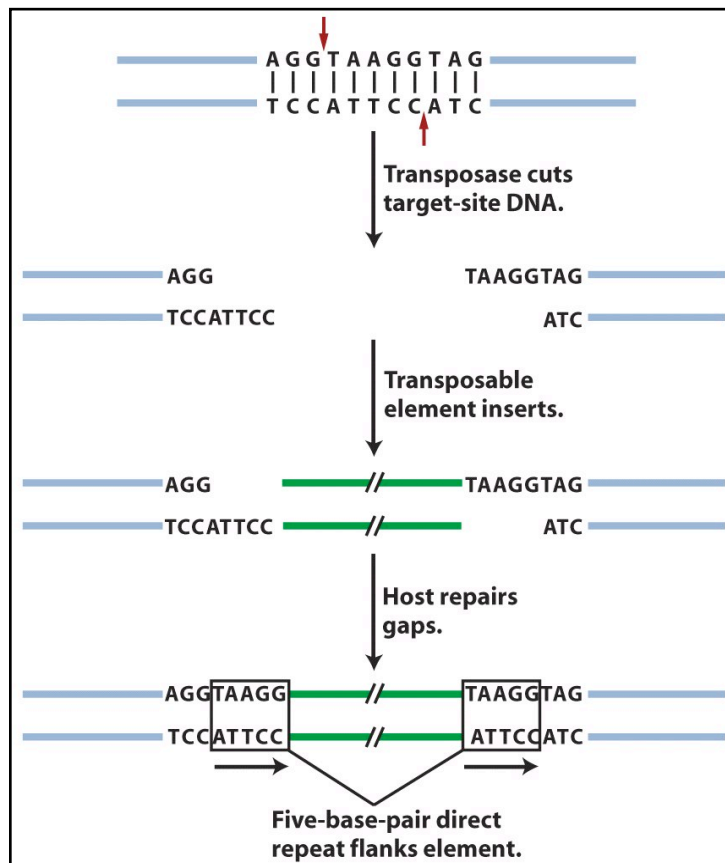 AGGTAAGGTAG
TCCATTCCATC
Transposase cuts
target-site DNA.
AGG TAAGGTAG
TCCATTCC ATC
Transposable
element inserts.
AGG TAAGGTAG
TCCATTCC ATC
Host repairs
gaps.
AGGTAAGG TAAGGTAG
TCCATTCC ATTCCATC
Five-base-pair direct
repeat flanks element.